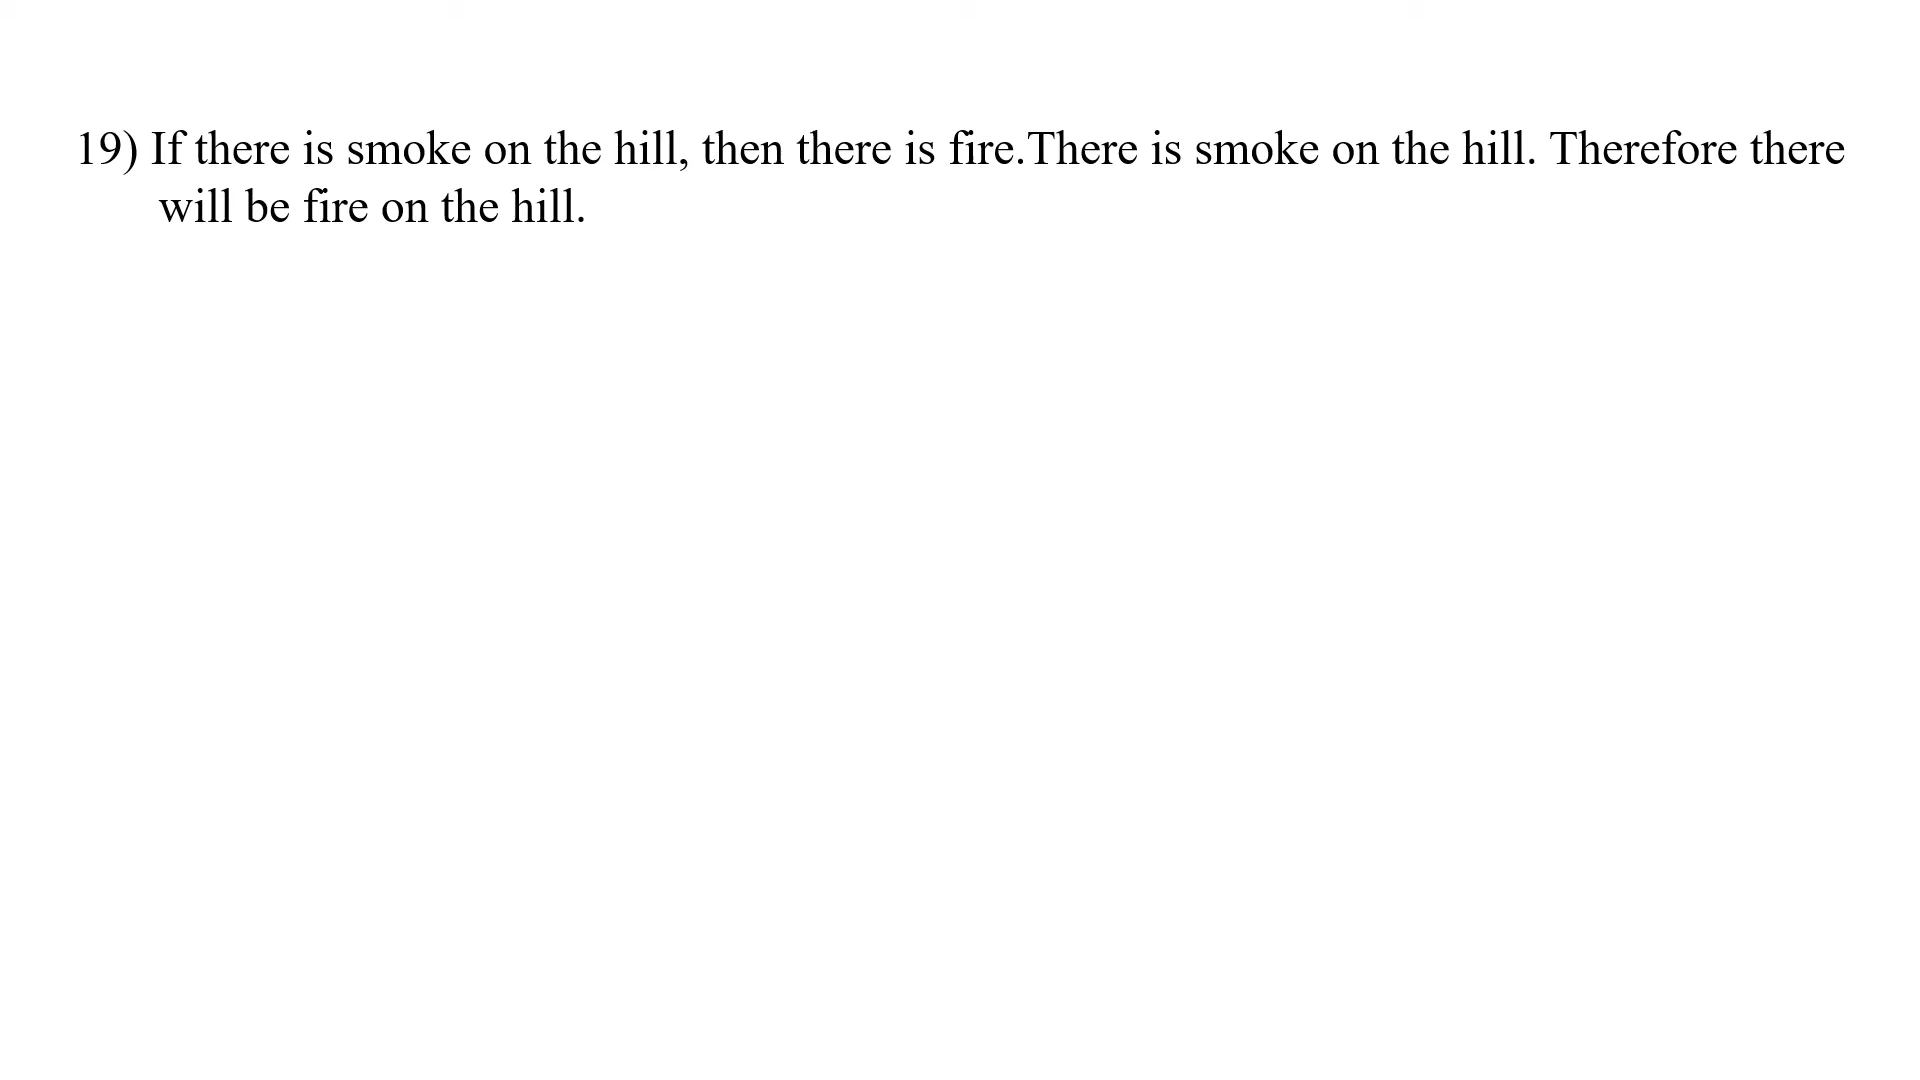 19) If there is smoke on the hill, then there is fire.There is smoke on the hill. Therefore there
will be fire on the hill.